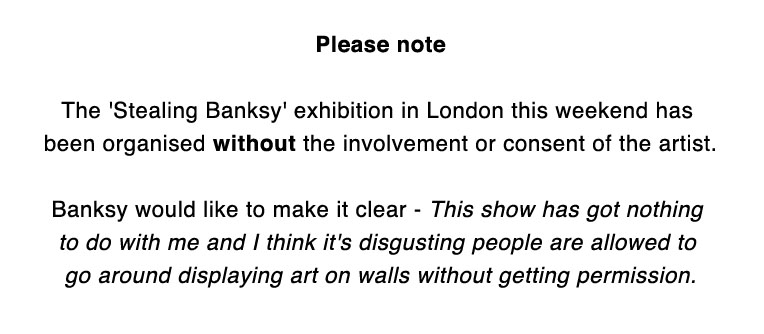 Please note
The 'Stealing Banksy' exhibition in London this weekend has
been organised without the involvement or consent of the artist.
Banksy would like to make it clear - This show has got nothing
to do with me and I think it's disgusting people are allowed to
go around displaying art on walls without getting permission.